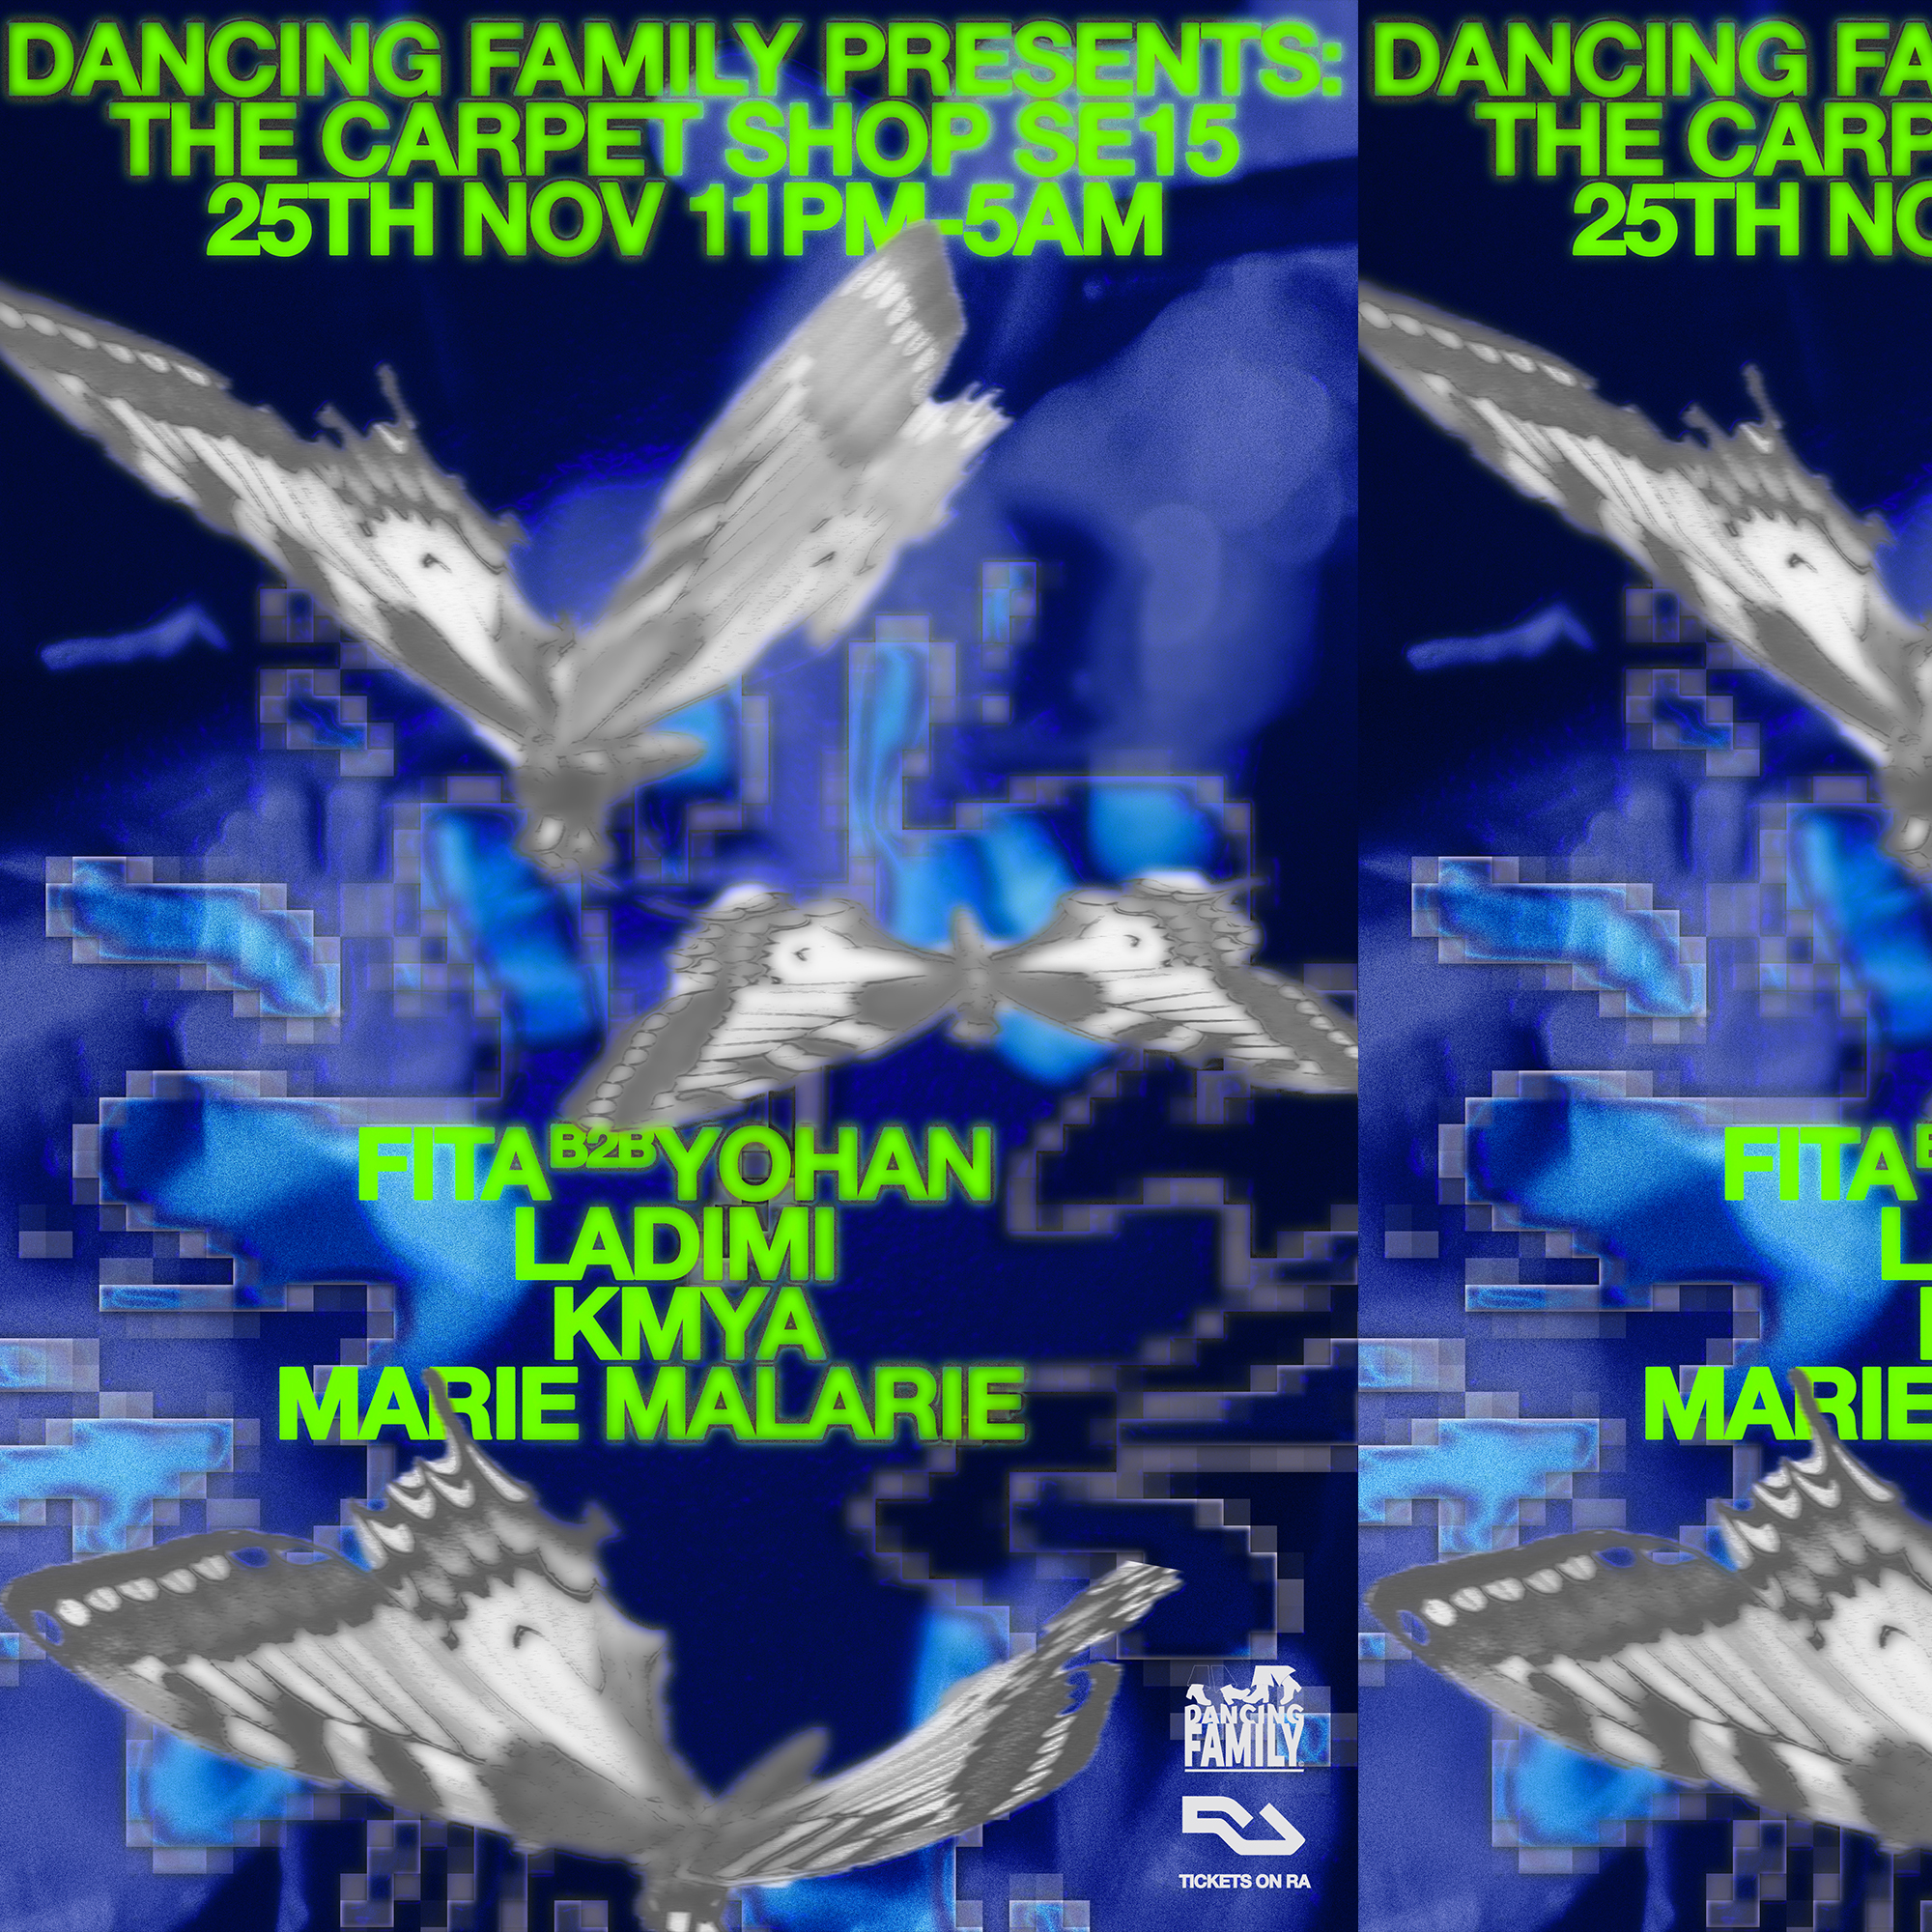 DANCING FAMILY PRESENTS:
THE CARPET SHOP SE15
25TH NOV 11PM-5AM
FITA B2B YOHAN
LADIMI
KMYA
MARIE MALARIE
DANCING
FAMILY
RA
TICKETS ON RA
DANCING FA
THE CARP
25TH NO
FITA
L
MARIE